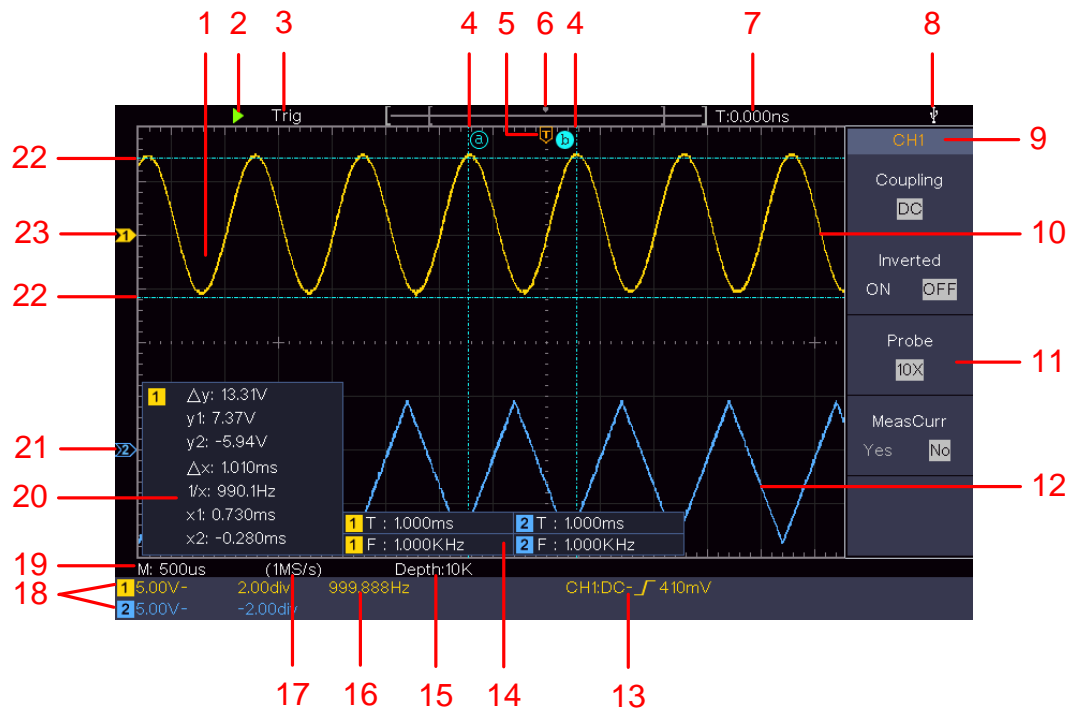 1 2 3 4 5 6 4 7 8
Trig T:0.000ns
a T b
CH1 9
22
Coupling
DC
23 1 10
Inverted
ON OFF
22
Probe
10X 11
1 △y: 13.31V
y1: 7.37V
y2: -5.94V
△x: 1.010ms
1/x: 990.1Hz
x1: 0.730ms
x2: -0.280ms
MeasCurr
Yes No
21 2
20 12
1 T : 1.000ms 2 T : 1.000ms
1 F : 1.000KHz 2 F : 1.000KHz
19 M: 500us (1MS/s) Depth:10K
18 1 5.00V- 2.00div 999.888Hz CH1:DC- 410mV
2 5.00V- -2.00div
17 16 15 14 13